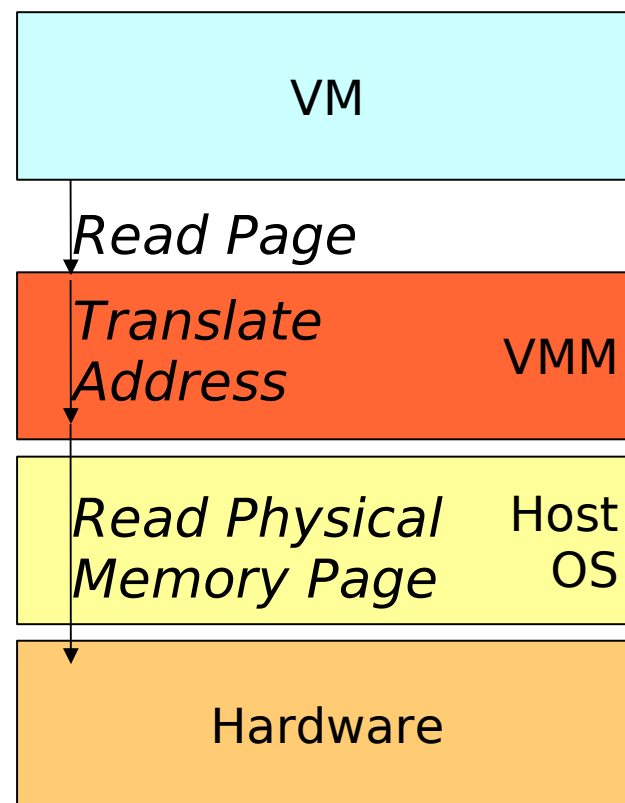 VM
Read Page
Translate
Address
VMM
Read Physical
Memory Page
Host
OS
Hardware